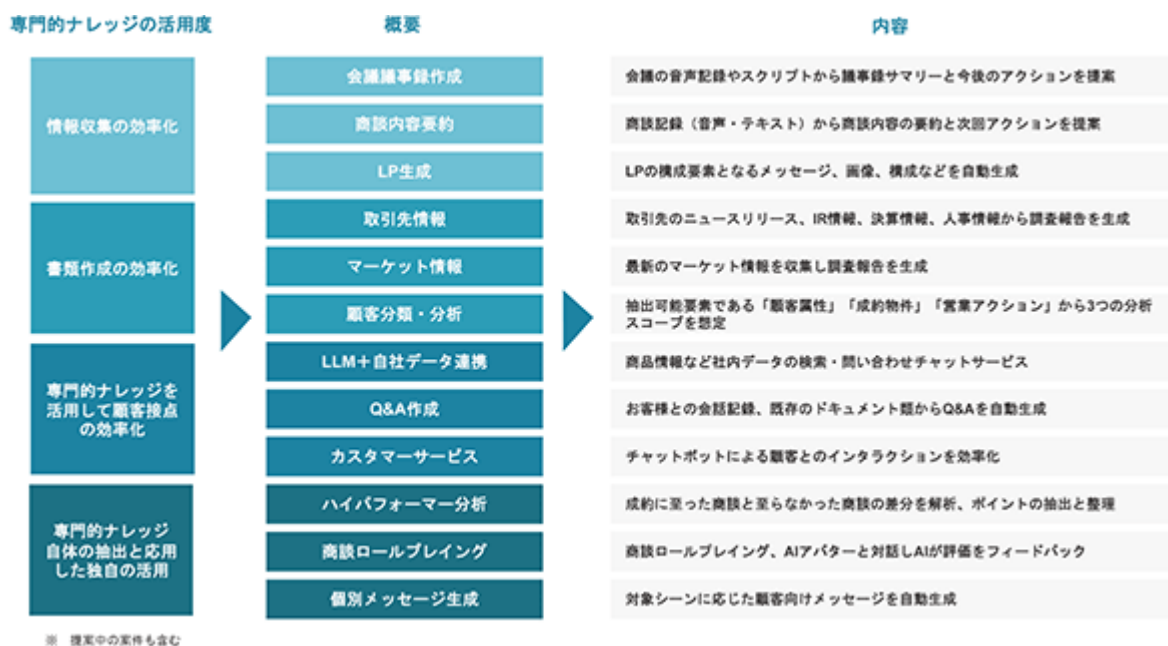 専門的ナレッジの活用度
概要
内容
情報収集の効率化
会議議事録作成
会議の音声記録やスクリプトから議事録サマリーと今後のアクションを提案
商談内容要約
商談記録（音声・テキスト）から商談内容の要約と次回アクションを提案
LP生成
LPの構成要素となるメッセージ、画像、構成などを自動生成
書類作成の効率化
取引先情報
取引先のニュースリリース、IR情報、決算情報、人事情報から調査報告を生成
マーケット情報
最新のマーケット情報を収集し調査報告を生成
顧客分類・分析
抽出可能要素である「顧客属性」「成約物件」「営業アクション」から3つの分析
スコープを想定
専門的ナレッジを
活用して顧客接点
の効率化
LLM＋自社データ連携
商品情報など社内データの検索・問い合わせチャットサービス
Q&A作成
お客様との会話記録、既存のドキュメント類からQ&Aを自動生成
カスタマーサービス
チャットボットによる顧客とのインタラクションを効率化
専門的ナレッジ
自体の抽出と応用
した独自の活用
ハイパフォーマー分析
成約に至った商談と至らなかった商談の差分を解析、ポイントの抽出と整理
商談ロールプレイング
商談ロールプレイング、AIアバターと対話しAIが評価をフィードバック
個別メッセージ生成
対象シーンに応じた顧客向けメッセージを自動生成
※　提案中の案件も含む